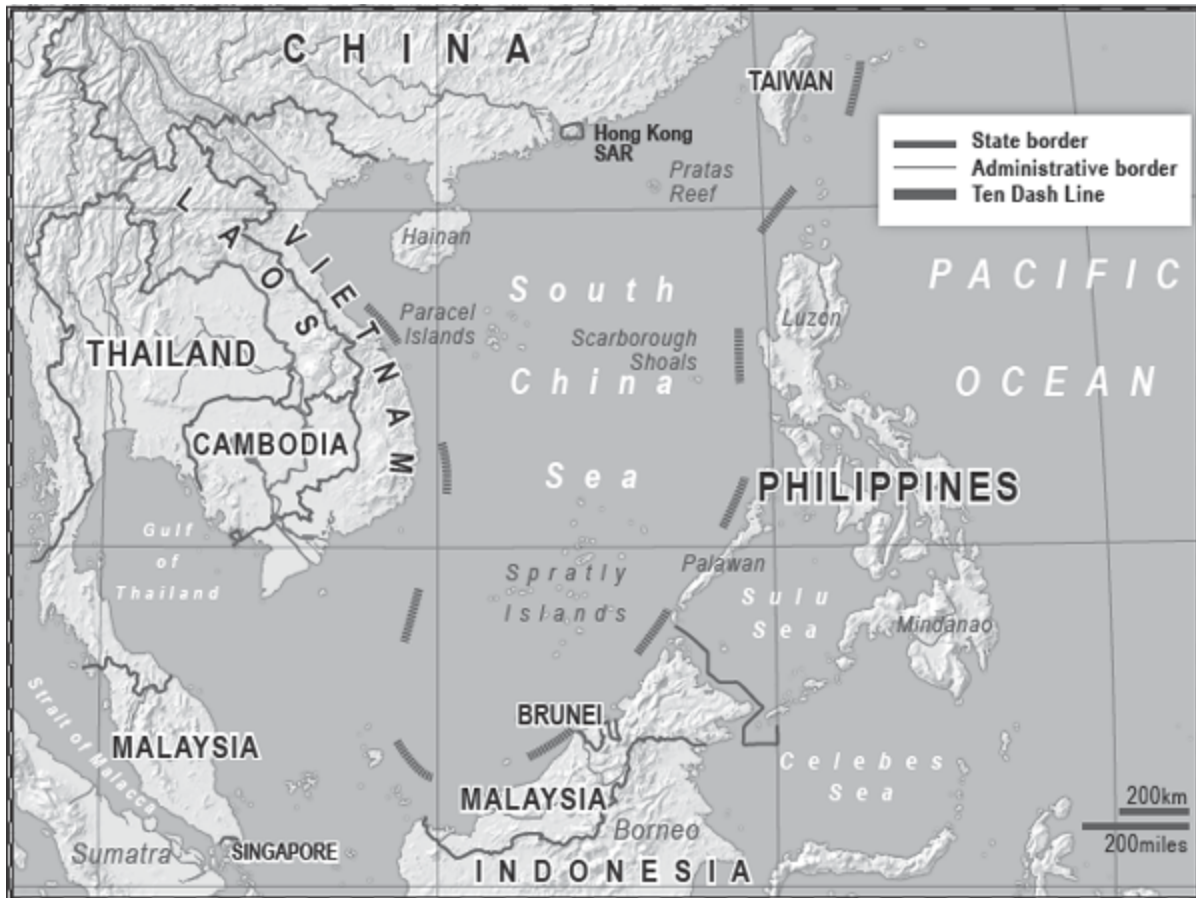 CHINA
TAIWAN
Hong Kong
SAR
Pratas
Reef
State border
Administrative border
Ten Dash Line
LAOS
VIETNAM
Hainan
South
China
Sea
PACIFIC
OCEAN
Paracel
Islands
Scarborough
Shoals
Luzon
THAILAND
CAMBODIA
PHILIPPINES
Gulf
of
Thailand
Spratly
Islands
Palawan
Sulu
Sea
Mindanao
Strait of Malacca
MALAYSIA
BRUNEI
MALAYSIA
Celebes
Sea
Borneo
Sumatra
SINGAPORE
INDONESIA
200km
200miles